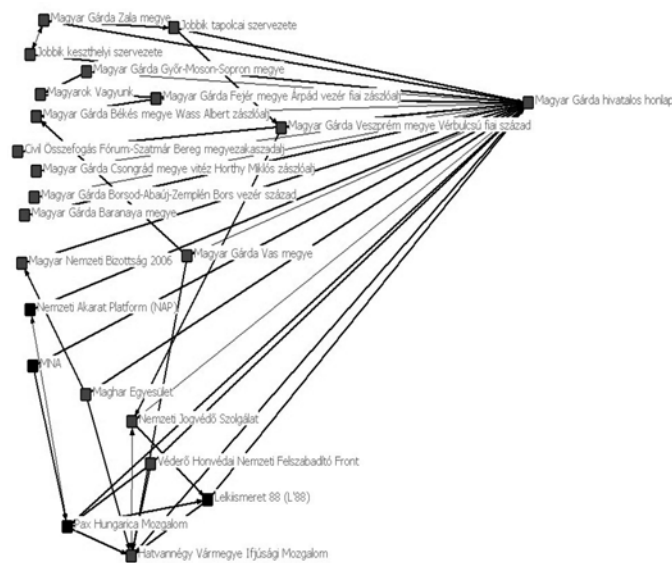 Magyar Gárda Zala megye
Jobbik tapolcai szervezete
Jobbik keszthelyi szervezete
Magyar Gárda Győr-Moson-Sopron megye
Magyarok Vagyunk
Magyar Gárda Fejér megye Árpád vezér fiai zászlóalj
Magyar Gárda hivatalos honlap
Magyar Gárda Békés megye Wass Albert zászlóalj
Magyar Gárda Veszprém megye Vérbulcsú fiai század
Civil Összefogás Fórum-Szatmár Bereg megyezakaszadalj
Magyar Gárda Csongrád megye vitéz Horthy Miklós zászlóalj
Magyar Gárda Borsod-Abaúj-Zemplén Bors vezér század
Magyar Gárda Baranaya megye
Magyar Gárda Vas megye
Magyar Nemzeti Bizottság 2006
Nemzeti Akarat Platform (NAP)
MNA
Maghar Egyesület
Nemzeti Jogvédő Szolgálat
Véderő Honvédai Nemzeti Felszabadító Front
Lelkismeret 88 (L'88)
Pax Hungarica Mozgalom
Hatvannégy Vármegye Ifjúsági Mozgalom